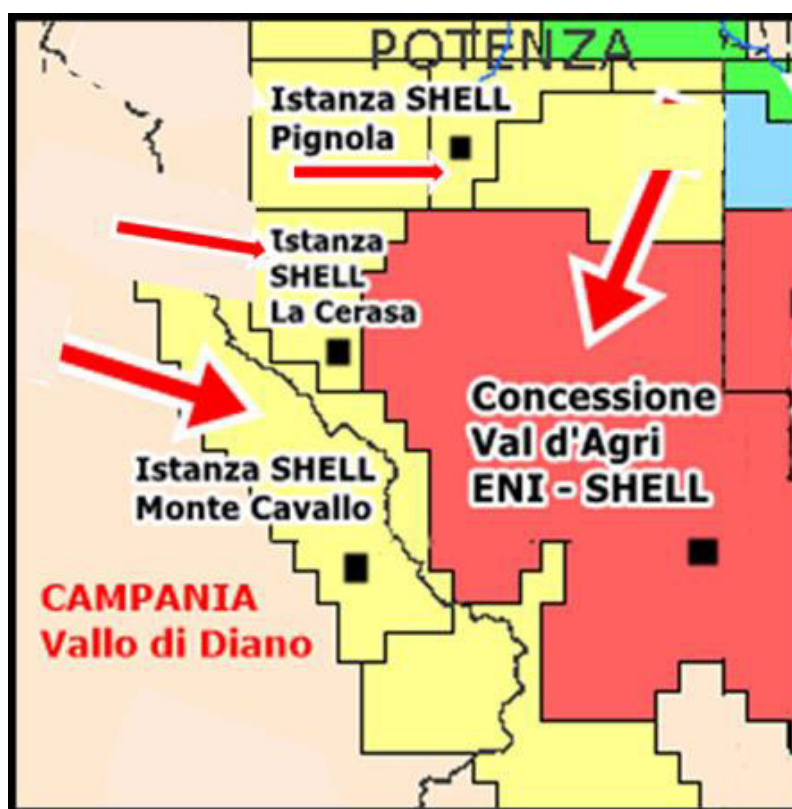 POTENZA
Istanza SHELL
Pignola
Istanza
SHELL
La Cerasa
Concessione
Val d'Agri
ENI - SHELL
Istanza SHELL
Monte Cavallo
CAMPANIA
Vallo di Diano